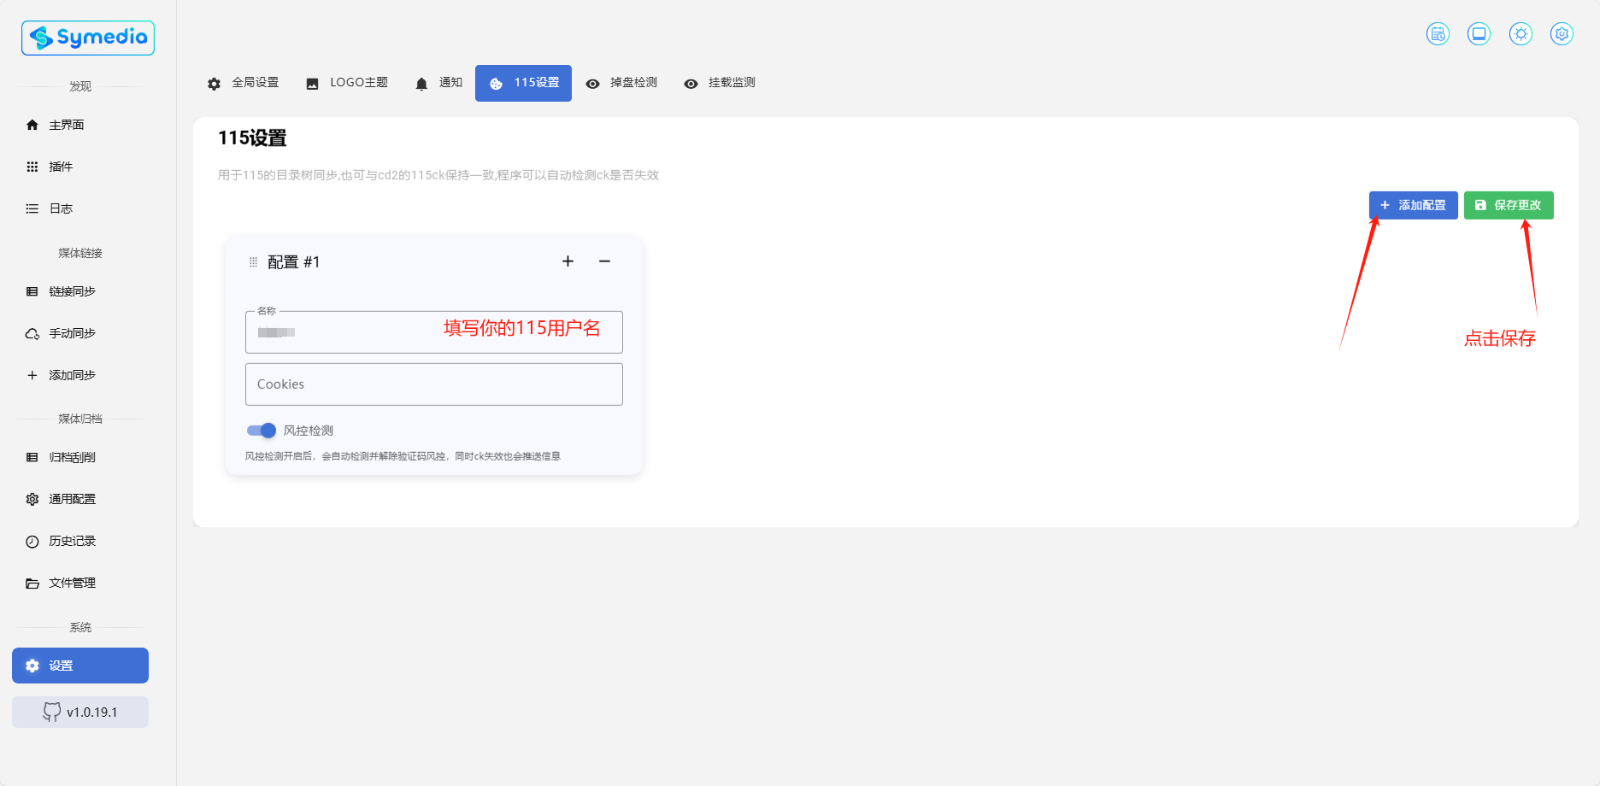 Symedia
发现
主界面
插件
日志
媒体链接
链接同步
手动同步
添加同步
媒体归档
归档刮削
通用配置
历史记录
文件管理
系统
设置
v1.0.19.1
全局设置
LOGO主题
通知
115设置
掉盘检测
挂载监测
115设置
用于115的目录树同步,也可与cd2的115ck保持一致,程序可以自动检测ck是否失效
添加配置
保存更改
配置 #1
名称
填写你的115用户名
Cookies
风控检测
风控检测开启后，会自动检测并解除验证码风控，同时ck失效也会推送信息
点击保存